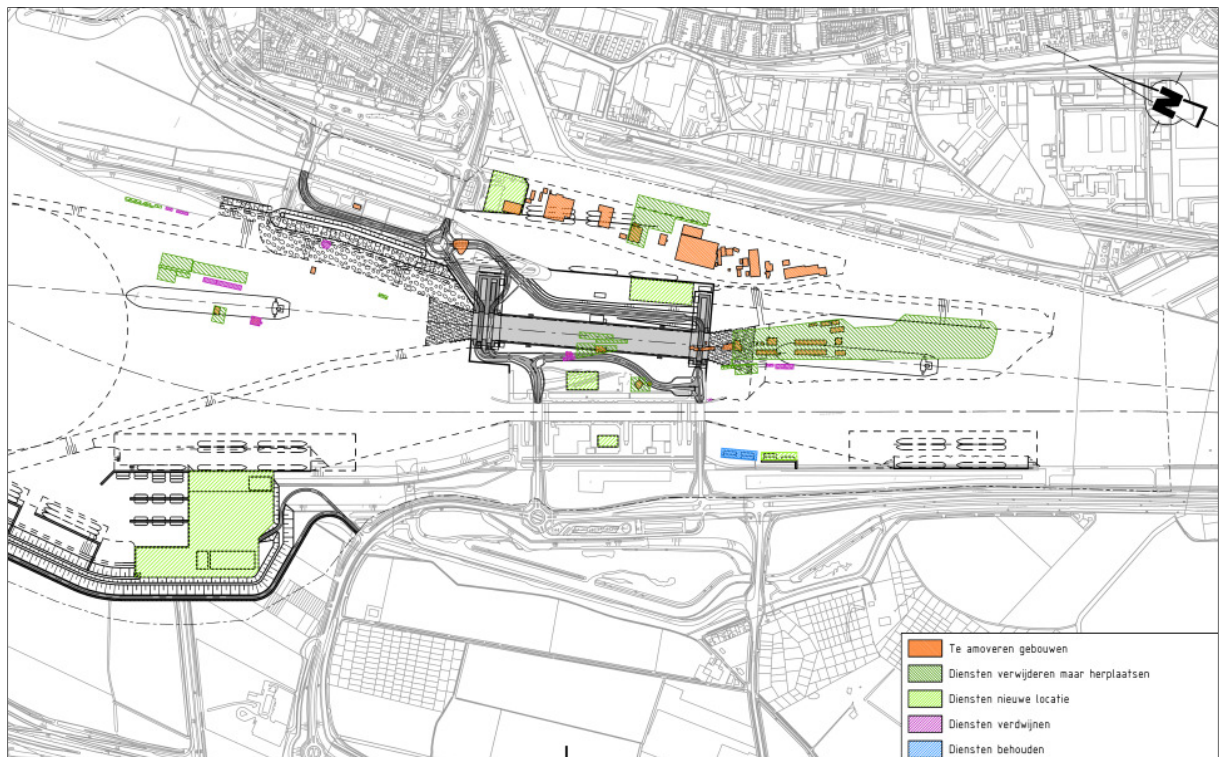 N
Te amoveren gebouwen
Diensten verwijderen maar herplaatsen
Diensten nieuwe locatie
Diensten verdwijnen
Diensten behouden